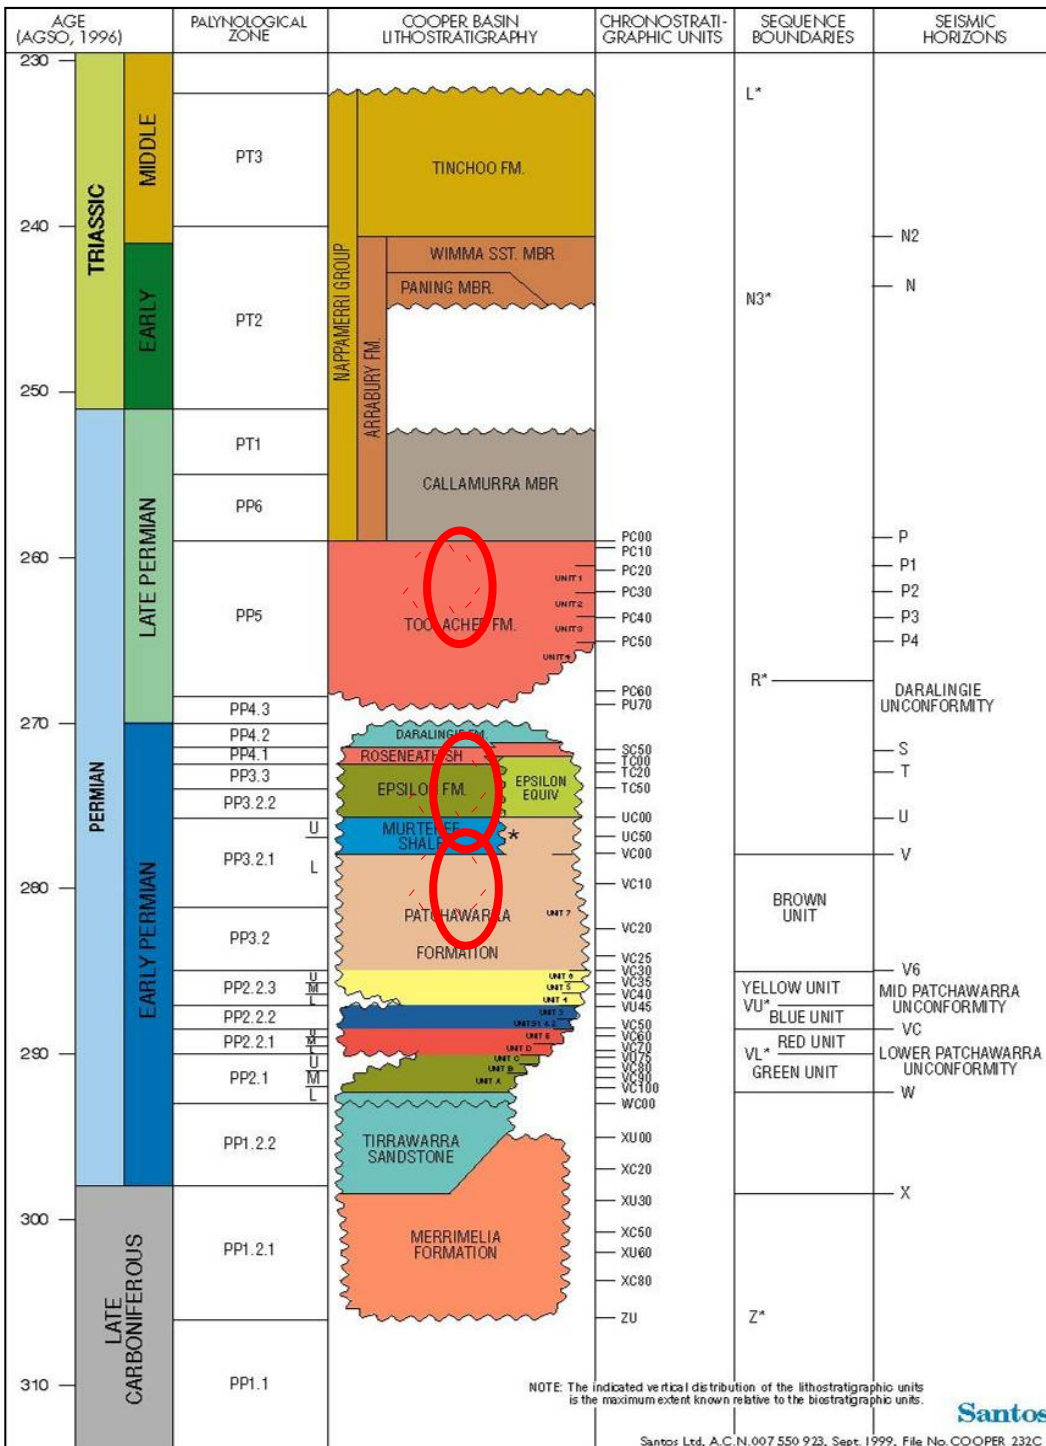 AGE
(AGSO, 1996)
PALYNOLOGICAL
ZONE
COOPER BASIN
LITHOSTRATIGRAPHY
CHRONOSTRATI-
GRAPHIC UNITS
SEQUENCE
BOUNDARIES
SEISMIC
HORIZONS
230
240
250
260
270
280
290
300
310
TRIASSIC
PERMIAN
LATE
CARBONIFEROUS
MIDDLE
EARLY
LATE PERMIAN
EARLY PERMIAN
PT3
PT2
PT1
PP6
PP5
PP4.3
PP4.2
PP4.1
PP3.3
PP3.2.2
U
PP3.2.1
L
PP3.2
U
PP2.2.3 M
L
PP2.2.2
U
PP2.2.1 M
L
U
PP2.1 M
L
PP1.2.2
PP1.2.1
PP1.1
NAPPAMERRI GROUP
ARRABURY FM.
TINCHOO FM.
WIMMA SST. MBR
PANING MBR.
CALLAMURRA MBR
UNIT 1
UNIT 2
TOOLACHEE FM. UNIT 3
UNIT 4
DARALINGIE FM.
ROSENEATH SH
EPSILON FM.
EPSILON
EQUIV
MURTEREE
SHALE
*
PATCHAWARRA
FORMATION
UNIT 7
UNIT 6
UNIT 5
UNIT 4
UNIT 3
UNITS 1 & 2
UNIT E
UNIT D
UNIT C
UNIT B
UNIT A
TIRRAWARRA
SANDSTONE
MERRIMELIA
FORMATION
PC00
PC10
PC20
PC30
PC40
PC50
PC60
PU70
SC50
TC00
TC20
TC50
UC00
UC50
VC00
VC10
VC20
VC25
VC30
VC35
VC40
VU45
VC50
VC60
VC70
VU75
VC80
VC90
VC100
WC00
XU00
XC20
XU30
XC50
XU60
XC80
ZU
L*
N3*
R*
BROWN
UNIT
YELLOW UNIT
VU*
BLUE UNIT
RED UNIT
VL*
GREEN UNIT
Z*
N2
N
P
P1
P2
P3
P4
DARALINGIE
UNCONFORMITY
S
T
U
V
V6
MID PATCHAWARRA
UNCONFORMITY
VC
LOWER PATCHAWARRA
UNCONFORMITY
W
X
NOTE: The indicated vertical distribution of the lithostratigraphic units
is the maximum extent known relative to the biostratigraphic units.
Santos
Santos Ltd, A.C.N.007 550 923, Sept. 1999, File No. COOPER 232C